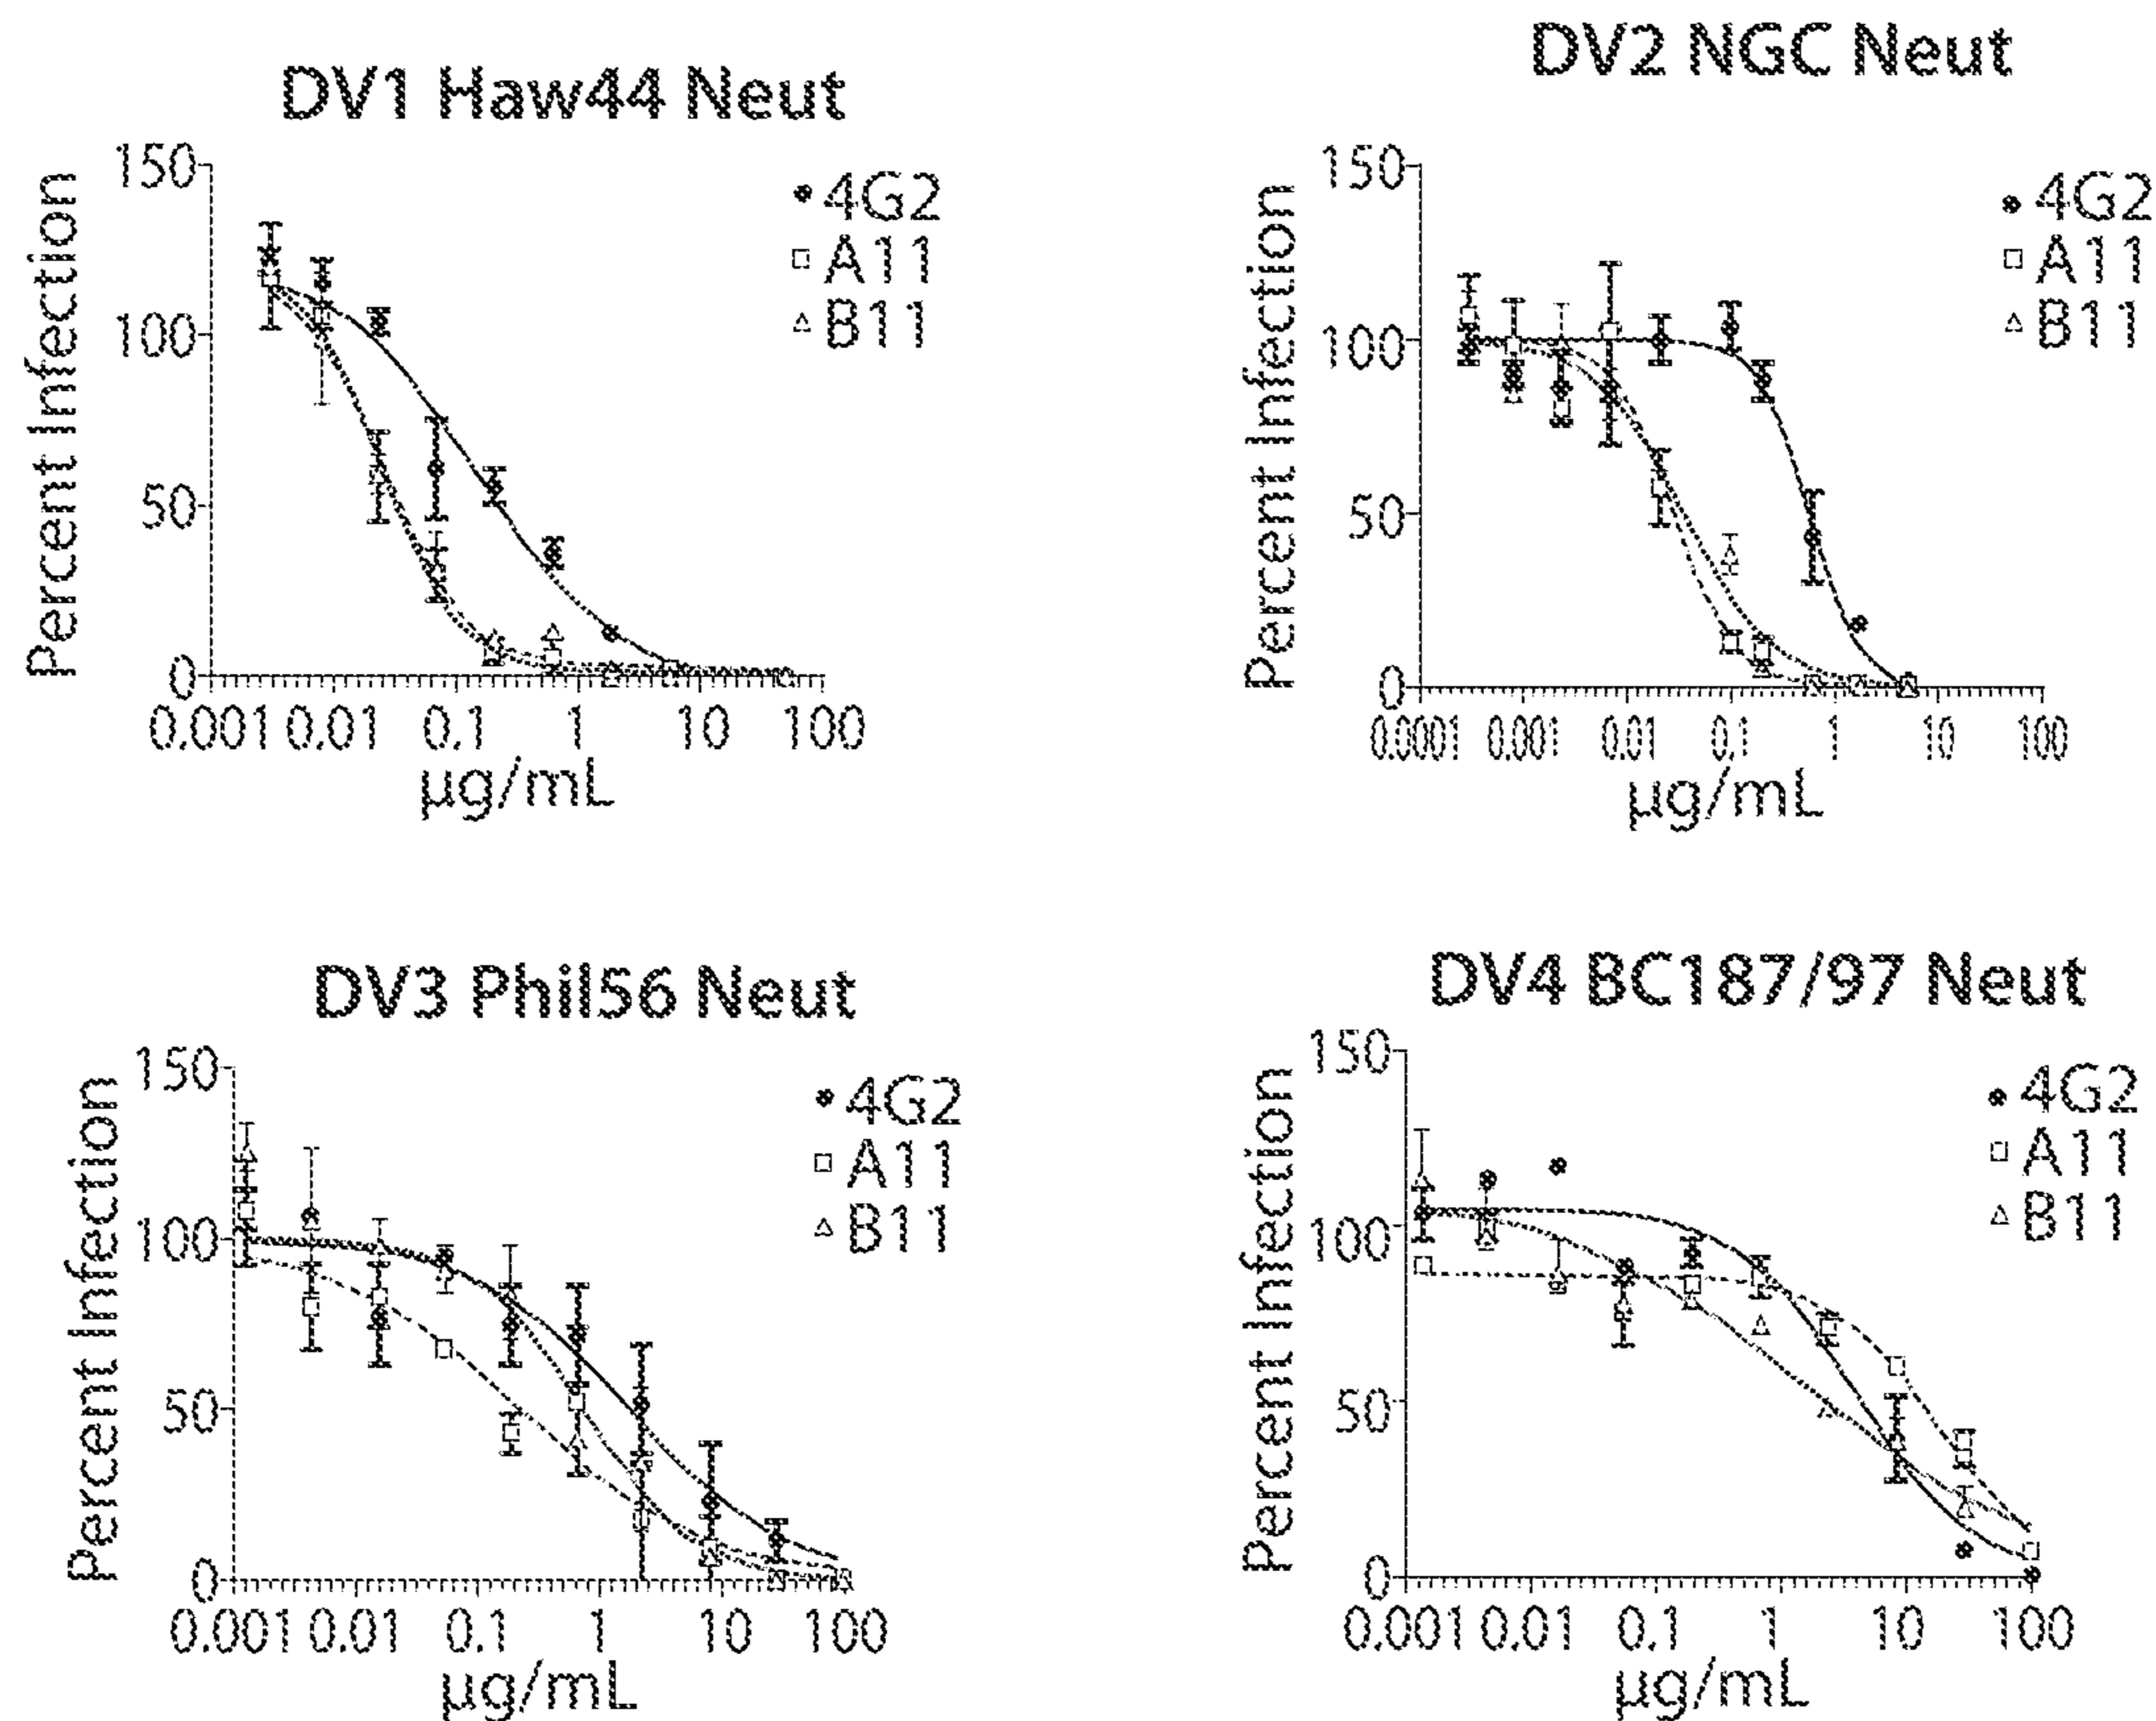 DV1 Haw44 Neut
Percent Infection
150
100
50
0
0.001 0.01 0.1 1 10 100
µg/mL
4G2
A11
B11
DV2 NGC Neut
Percent Infection
150
100
50
0
0.0001 0.001 0.01 0.1 1 10 100
µg/mL
4G2
A11
B11
DV3 Phil56 Neut
Percent Infection
150
100
50
0
0.001 0.01 0.1 1 10 100
µg/mL
4G2
A11
B11
DV4 BC187/97 Neut
Percent Infection
150
100
50
0
0.001 0.01 0.1 1 10 100
µg/mL
4G2
A11
B11